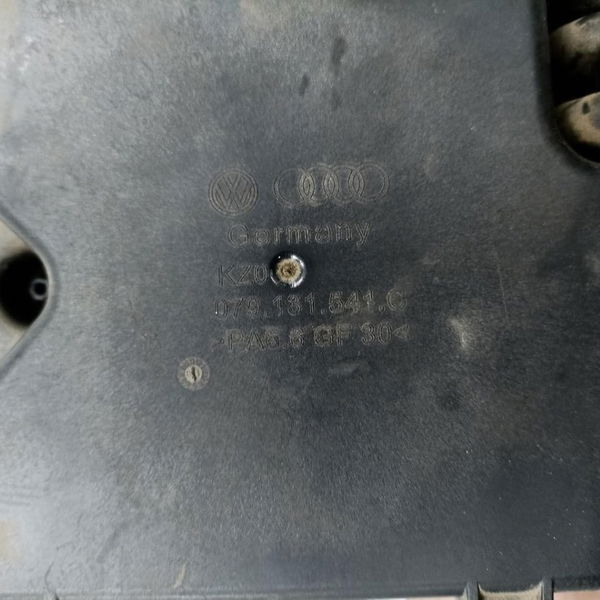 Germany
KZ0
079.131.541.C
>PA6.6 GF 30<